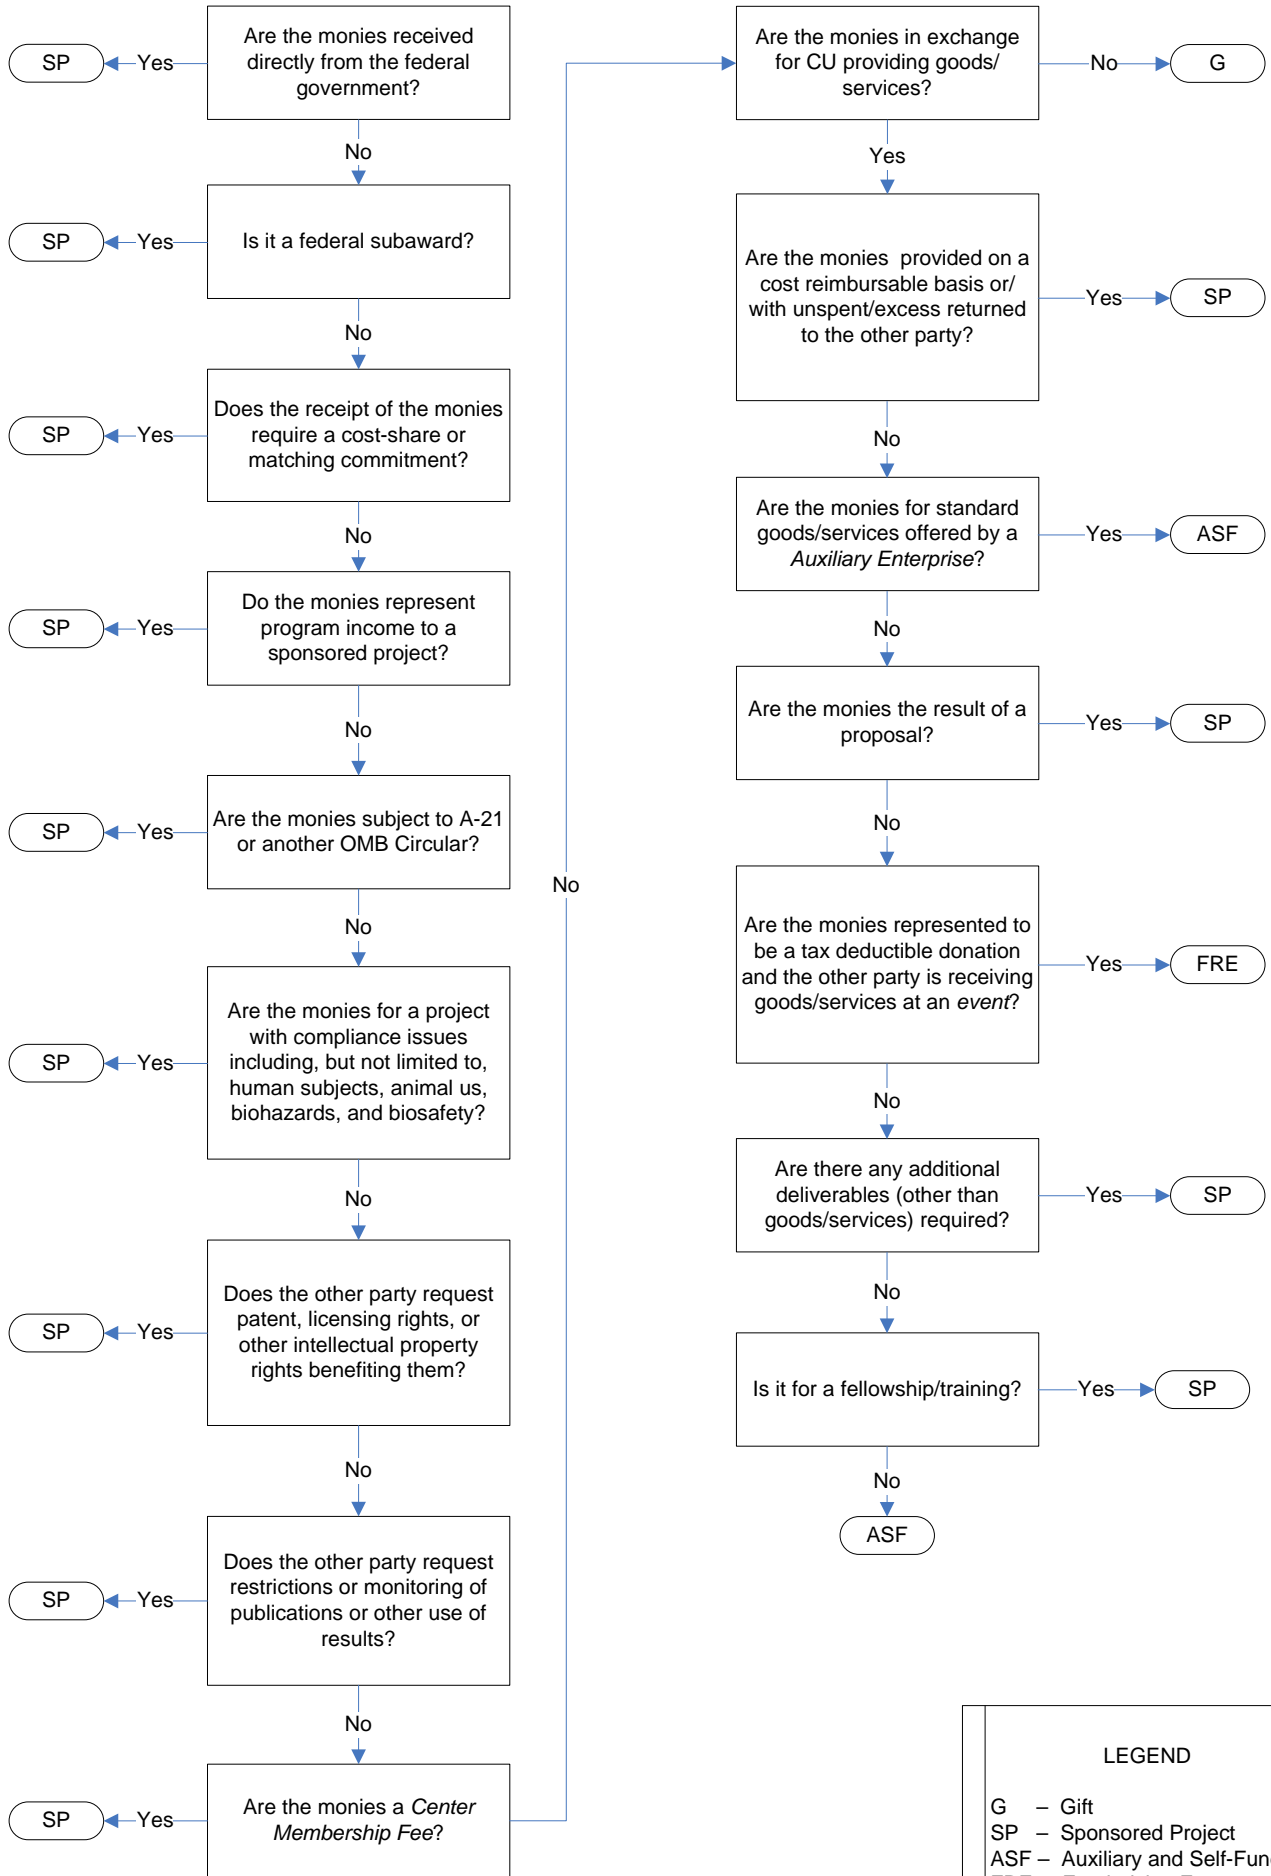 Are the monies received
directly from the federal
government?
Yes
SP
No
Is it a federal subaward?
Yes
SP
No
Does the receipt of the monies
require a cost-share or
matching commitment?
Yes
SP
No
Do the monies represent
program income to a
sponsored project?
Yes
SP
No
Are the monies subject to A-21
or another OMB Circular?
Yes
SP
No
Are the monies for a project
with compliance issues
including, but not limited to,
human subjects, animal us,
biohazards, and biosafety?
Yes
SP
No
Does the other party request
patent, licensing rights, or
other intellectual property
rights benefiting them?
Yes
SP
No
Does the other party request
restrictions or monitoring of
publications or other use of
results?
Yes
SP
No
Are the monies a Center
Membership Fee?
Yes
SP
No
Are the monies in exchange
for CU providing goods/
services?
No
G
Yes
Are the monies provided on a
cost reimbursable basis or/
with unspent/excess returned
to the other party?
Yes
SP
No
Are the monies for standard
goods/services offered by a
Auxiliary Enterprise?
Yes
ASF
No
Are the monies the result of a
proposal?
Yes
SP
No
Are the monies represented to
be a tax deductible donation
and the other party is receiving
goods/services at an event?
Yes
FRE
No
Are there any additional
deliverables (other than
goods/services) required?
Yes
SP
No
Is it for a fellowship/training?
Yes
SP
No
ASF
LEGEND
G – Gift
SP – Sponsored Project
ASF – Auxiliary and Self-Fun